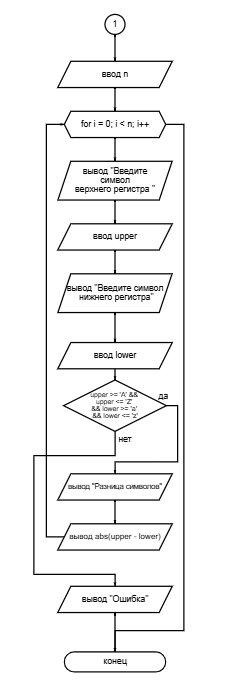 1
ввод n
for i = 0; i < n; i++
вывод "Введите
символ
верхнего регистра "
ввод upper
вывод "Введите символ
нижнего регистра"
ввод lower
upper >= 'A' &&
upper <= 'Z'
&& lower >= 'a'
&& lower <= 'z'
да
нет
вывод "Разница символов"
вывод abs(upper - lower)
вывод "Ошибка"
конец